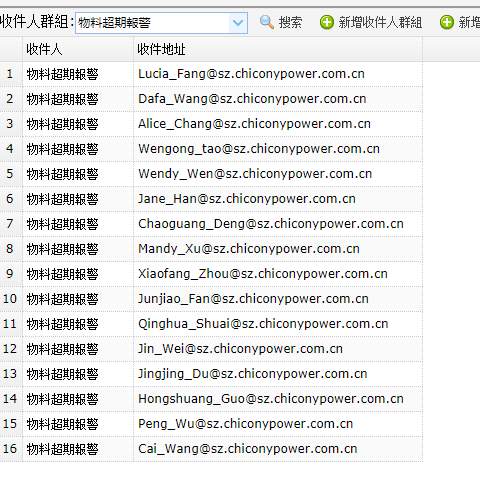 收件人群組: 物料超期報警 搜索 新增收件人群組 新增
收件人 收件地址
1 物料超期報警 Lucia_Fang@sz.chiconypower.com.cn
2 物料超期報警 Dafa_Wang@sz.chiconypower.com.cn
3 物料超期報警 Alice_Chang@sz.chiconypower.com.cn
4 物料超期報警 Wengong_tao@sz.chiconypower.com.cn
5 物料超期報警 Wendy_Wen@sz.chiconypower.com.cn
6 物料超期報警 Jane_Han@sz.chiconypower.com.cn
7 物料超期報警 Chaoguang_Deng@sz.chiconypower.com.cn
8 物料超期報警 Mandy_Xu@sz.chiconypower.com.cn
9 物料超期報警 Xiaofang_Zhou@sz.chiconypower.com.cn
10 物料超期報警 Junjiao_Fan@sz.chiconypower.com.cn
11 物料超期報警 Qinghua_Shuai@sz.chiconypower.com.cn
12 物料超期報警 Jin_Wei@sz.chiconypower.com.cn
13 物料超期報警 Jingjing_Du@sz.chiconypower.com.cn
14 物料超期報警 Hongshuang_Guo@sz.chiconypower.com.cn
15 物料超期報警 Peng_Wu@sz.chiconypower.com.cn
16 物料超期報警 Cai_Wang@sz.chiconypower.com.cn